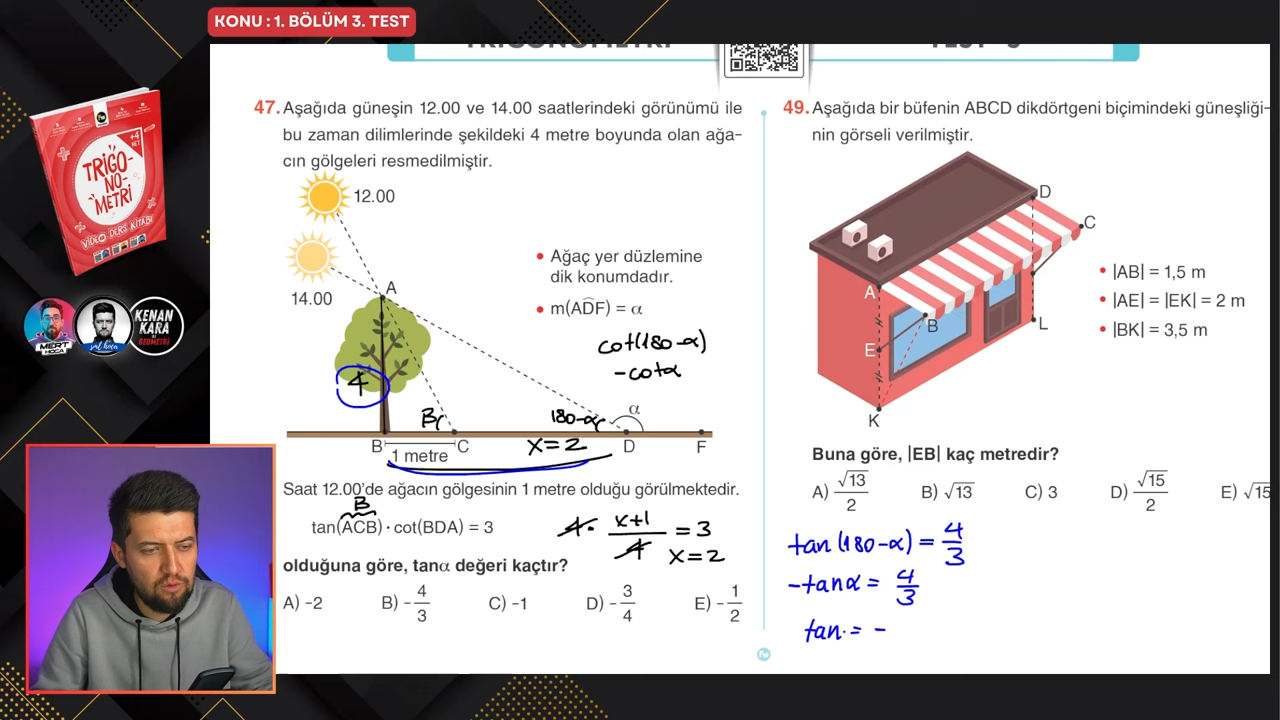 KONU : 1. BÖLÜM 3. TEST
+4
NET
TRİGO-
NO-
METRİ
VİDEO DERS KİTABI
MERT
HOCA
KENAN
KARA
GEOMETRİ
47. Aşağıda güneşin 12.00 ve 14.00 saatlerindeki görünümü ile
bu zaman dilimlerinde şekildeki 4 metre boyunda olan ağa-
cın gölgeleri resmedilmiştir.
12.00
14.00
A
• Ağaç yer düzlemine
dik konumdadır.
• m(ADF) = α
cot(180-α)
-cotα
4
B
180-α
α
B
C
x=2
D
F
1 metre
Saat 12.00'de ağacın gölgesinin 1 metre olduğu görülmektedir.
B
tan(ACB) · cot(BDA) = 3
4. x+1/4 = 3
x=2
olduğuna göre, tanα değeri kaçtır?
A) -2 B) -4/3 C) -1 D) -3/4 E) -1/2
49. Aşağıda bir büfenin ABCD dikdörtgeni biçimindeki güneşliği-
nin görseli verilmiştir.
D
C
A
B
E
L
K
• |AB| = 1,5 m
• |AE| = |EK| = 2 m
• |BK| = 3,5 m
Buna göre, |EB| kaç metredir?
A) √13/2 B) √13 C) 3 D) √15/2 E) √15
tan(180-α) = 4/3
-tanα = 4/3
tan· = -